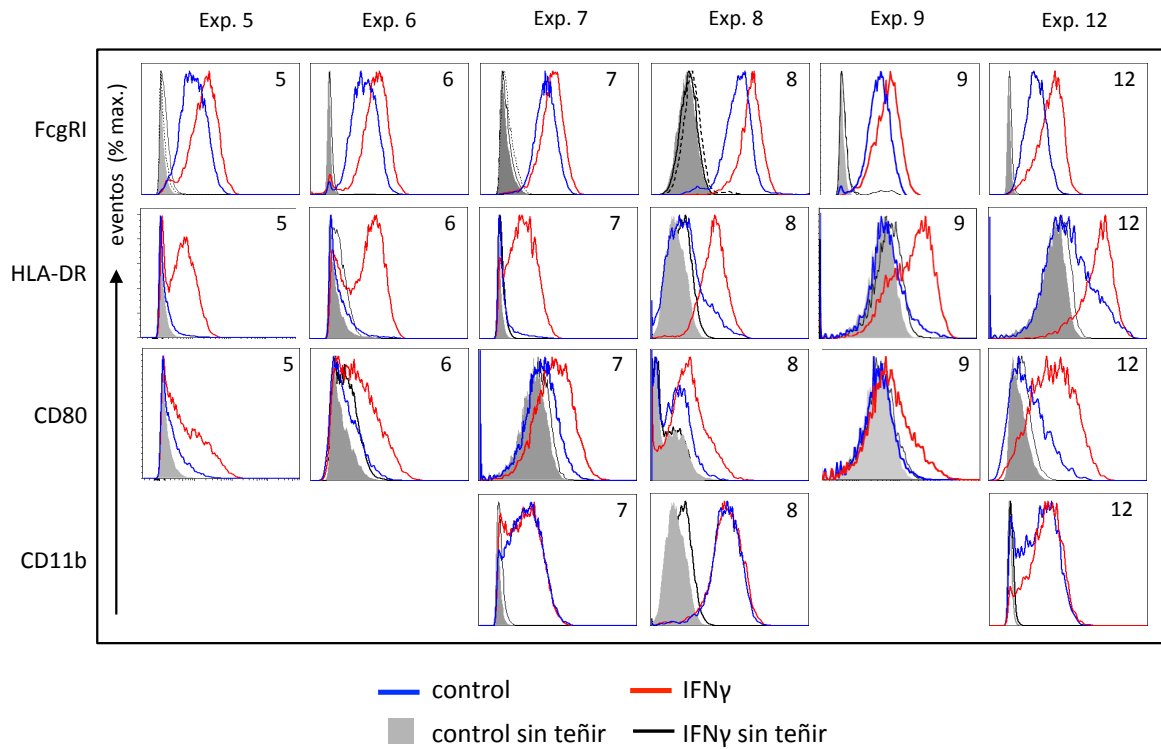 Exp. 5 Exp. 6 Exp. 7 Exp. 8 Exp. 9 Exp. 12
eventos (% max.)
FcgRI 5 6 7 8 9 12
HLA-DR 5 6 7 8 9 12
CD80 5 6 7 8 9 12
CD11b 7 8 12
control IFNγ
control sin teñir IFNγ sin teñir